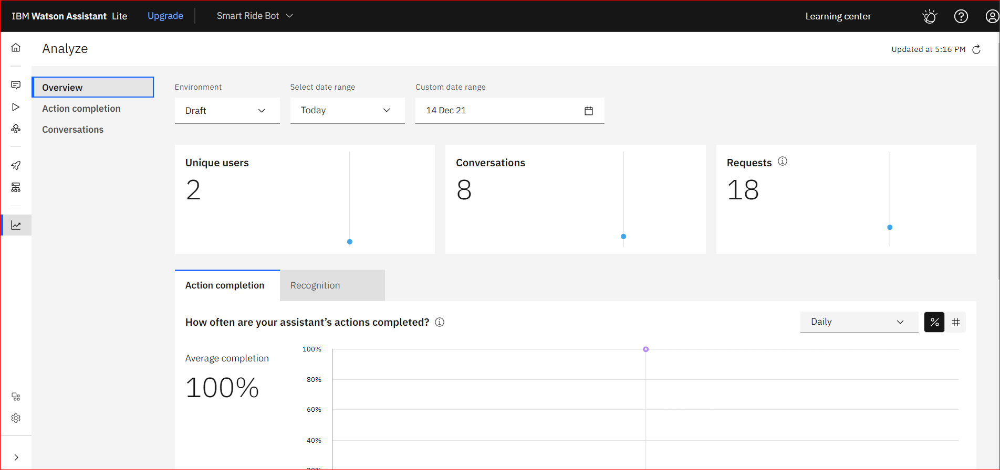 IBM Watson Assistant Lite Upgrade Smart Ride Bot Learning center
Analyze
Updated at 5:16 PM
Overview
Action completion
Conversations
Environment Select date range Custom date range
Draft Today 14 Dec 21
Unique users
2
Conversations
8
Requests
18
Action completion Recognition
How often are your assistant’s actions completed?
Daily % #
Average completion
100%
100%
80%
60%
40%
20%